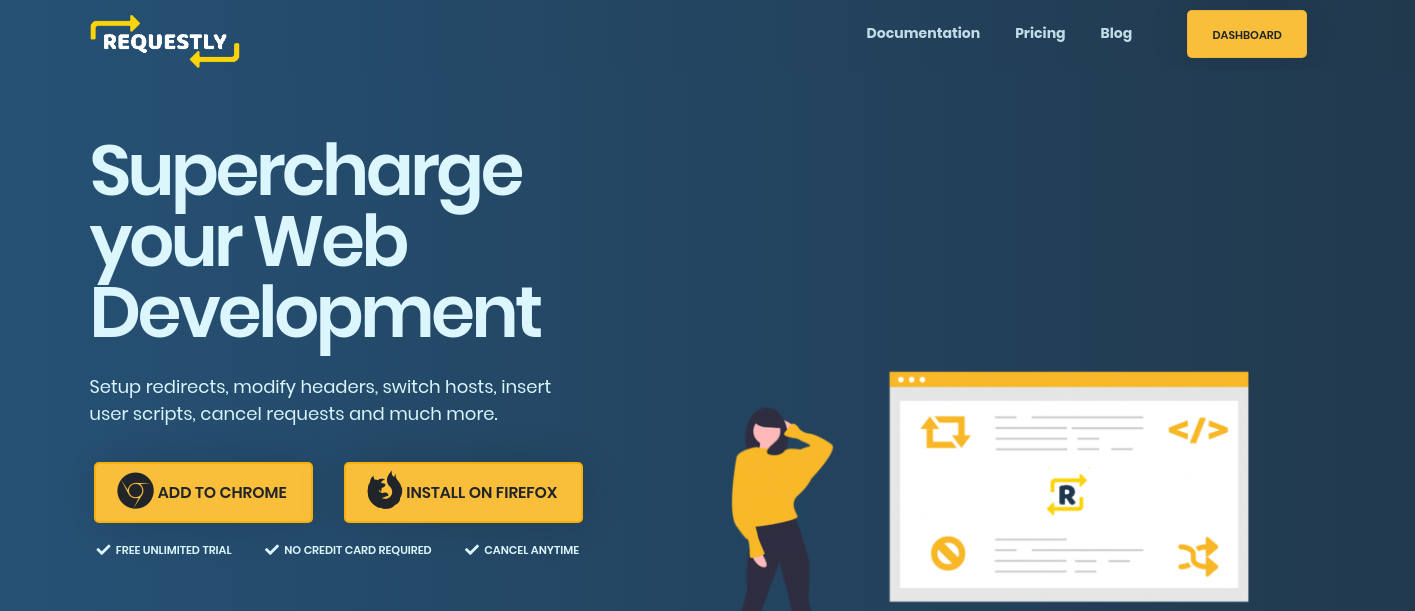 REQUESTLY
Documentation Pricing Blog DASHBOARD
Supercharge
your Web
Development
Setup redirects, modify headers, switch hosts, insert
user scripts, cancel requests and much more.
ADD TO CHROME INSTALL ON FIREFOX
FREE UNLIMITED TRIAL NO CREDIT CARD REQUIRED CANCEL ANYTIME
</>
R